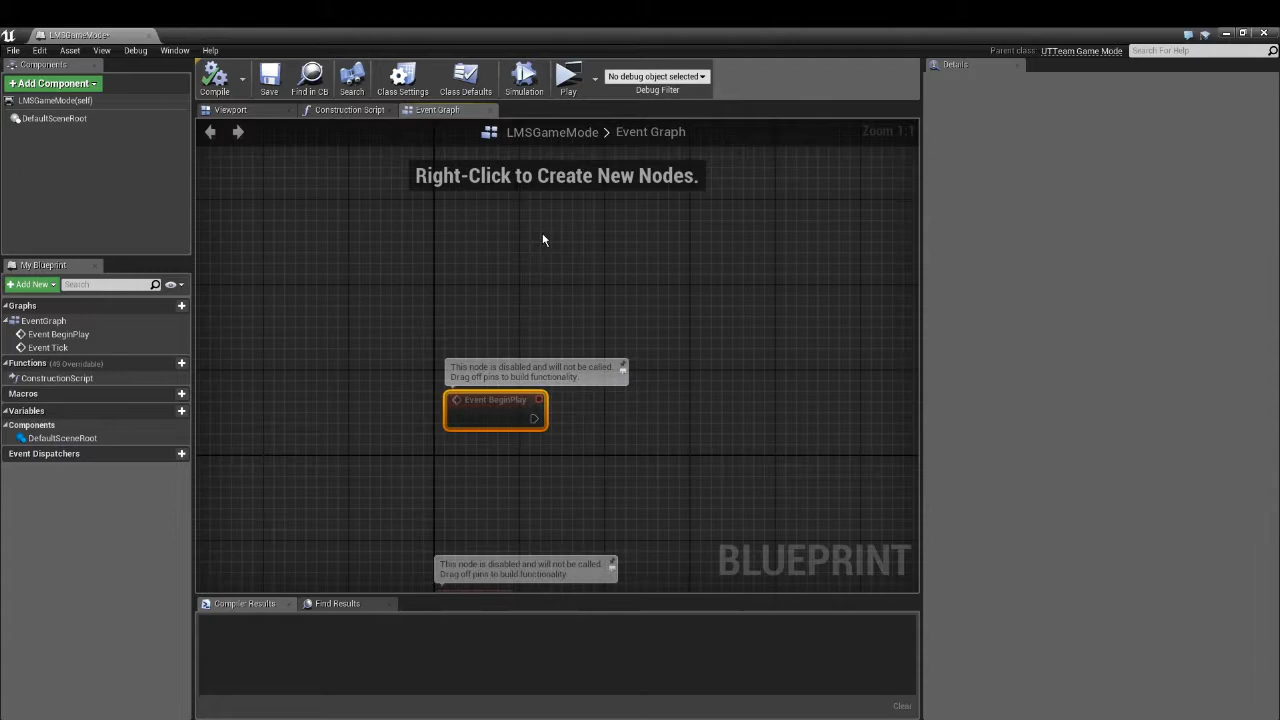 LMSGameMode*
File Edit Asset View Debug Window Help
Parent class: UTTeam Game Mode Search For Help
Components
+Add Component
LMSGameMode(self)
DefaultSceneRoot
Compile Save Find in CB Search Class Settings Class Defaults Simulation Play
No debug object selected
Debug Filter
Details
Viewport Construction Script Event Graph
LMSGameMode > Event Graph
Zoom 1:1
Right-Click to Create New Nodes.
My Blueprint
+Add New Search
Graphs
EventGraph
Event BeginPlay
Event Tick
Functions (49 Overridable)
ConstructionScript
Macros
Variables
Components
DefaultSceneRoot
Event Dispatchers
This node is disabled and will not be called.
Drag off pins to build functionality.
Event BeginPlay
This node is disabled and will not be called.
Drag off pins to build functionality.
BLUEPRINT
Compiler Results Find Results
Clear